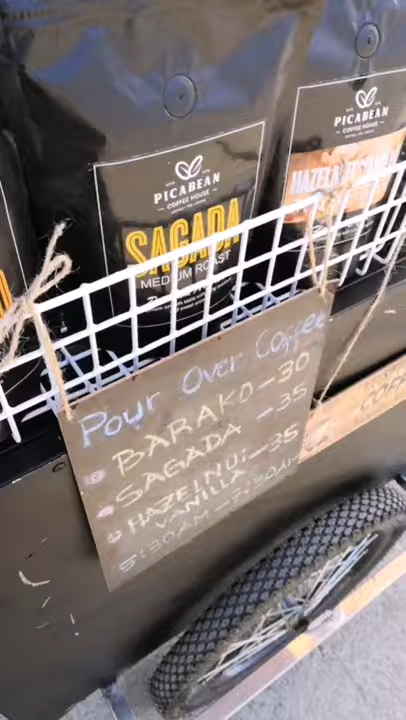 PICABEAN
COFFEE HOUSE
SAGADA
MEDIUM ROAST
PICABEAN
COFFEE HOUSE
Pour Over Coffee
BARAKO - 30
SAGADA - 35
HAZELNUT - 35
VANILLA
5:30AM - 7:30AM
COFF